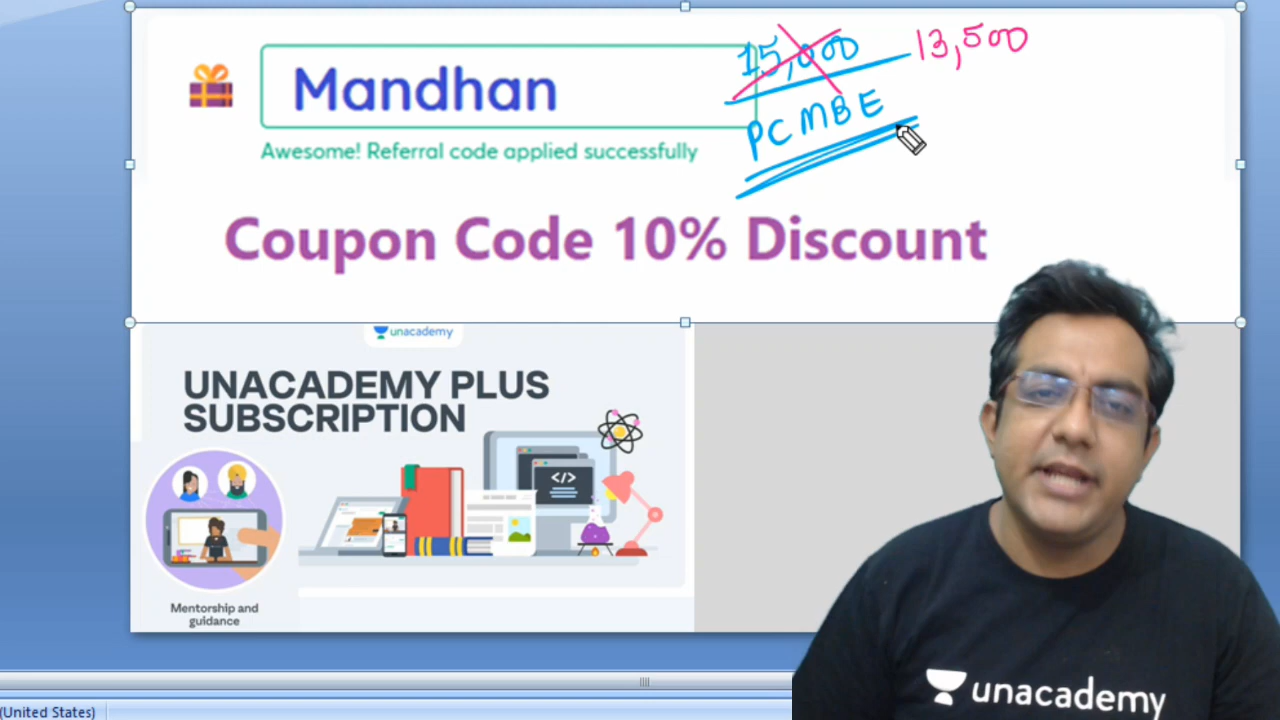 15,000 13,500
Mandhan
PCMBE
Awesome! Referral code applied successfully
Coupon Code 10% Discount
unacademy
UNACADEMY PLUS
SUBSCRIPTION
</>
Mentorship and
guidance
unacademy
(United States)